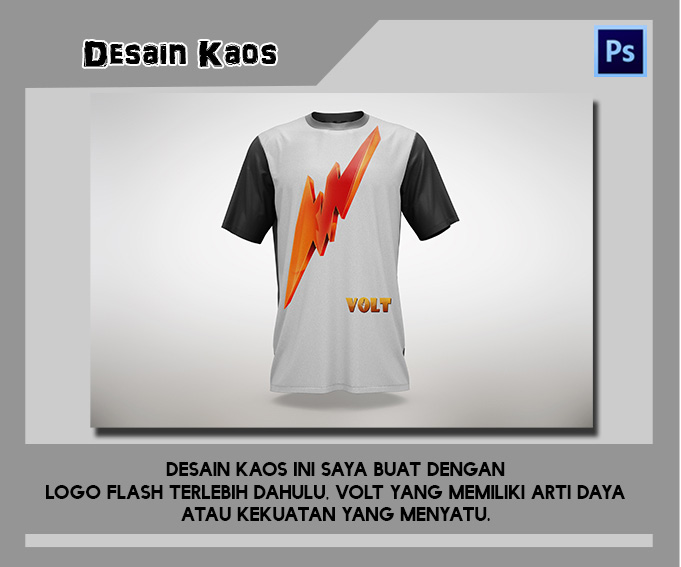 Desain Kaos
Ps
VOLT
DESAIN KAOS INI SAYA BUAT DENGAN
LOGO FLASH TERLEBIH DAHULU, VOLT YANG MEMILIKI ARTI DAYA
ATAU KEKUATAN YANG MENYATU.